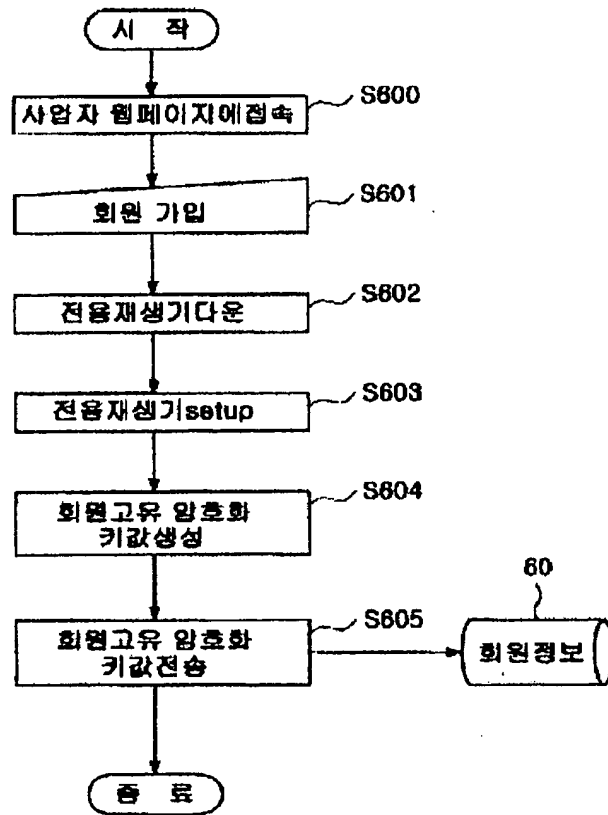 시 작
사업자 웹페이지에접속
S600
회원 가입
S601
전용재생기다운
S602
전용재생기setup
S603
회원고유 암호화
키값생성
S604
회원고유 암호화
키값전송
S605
60
회원정보
종 료